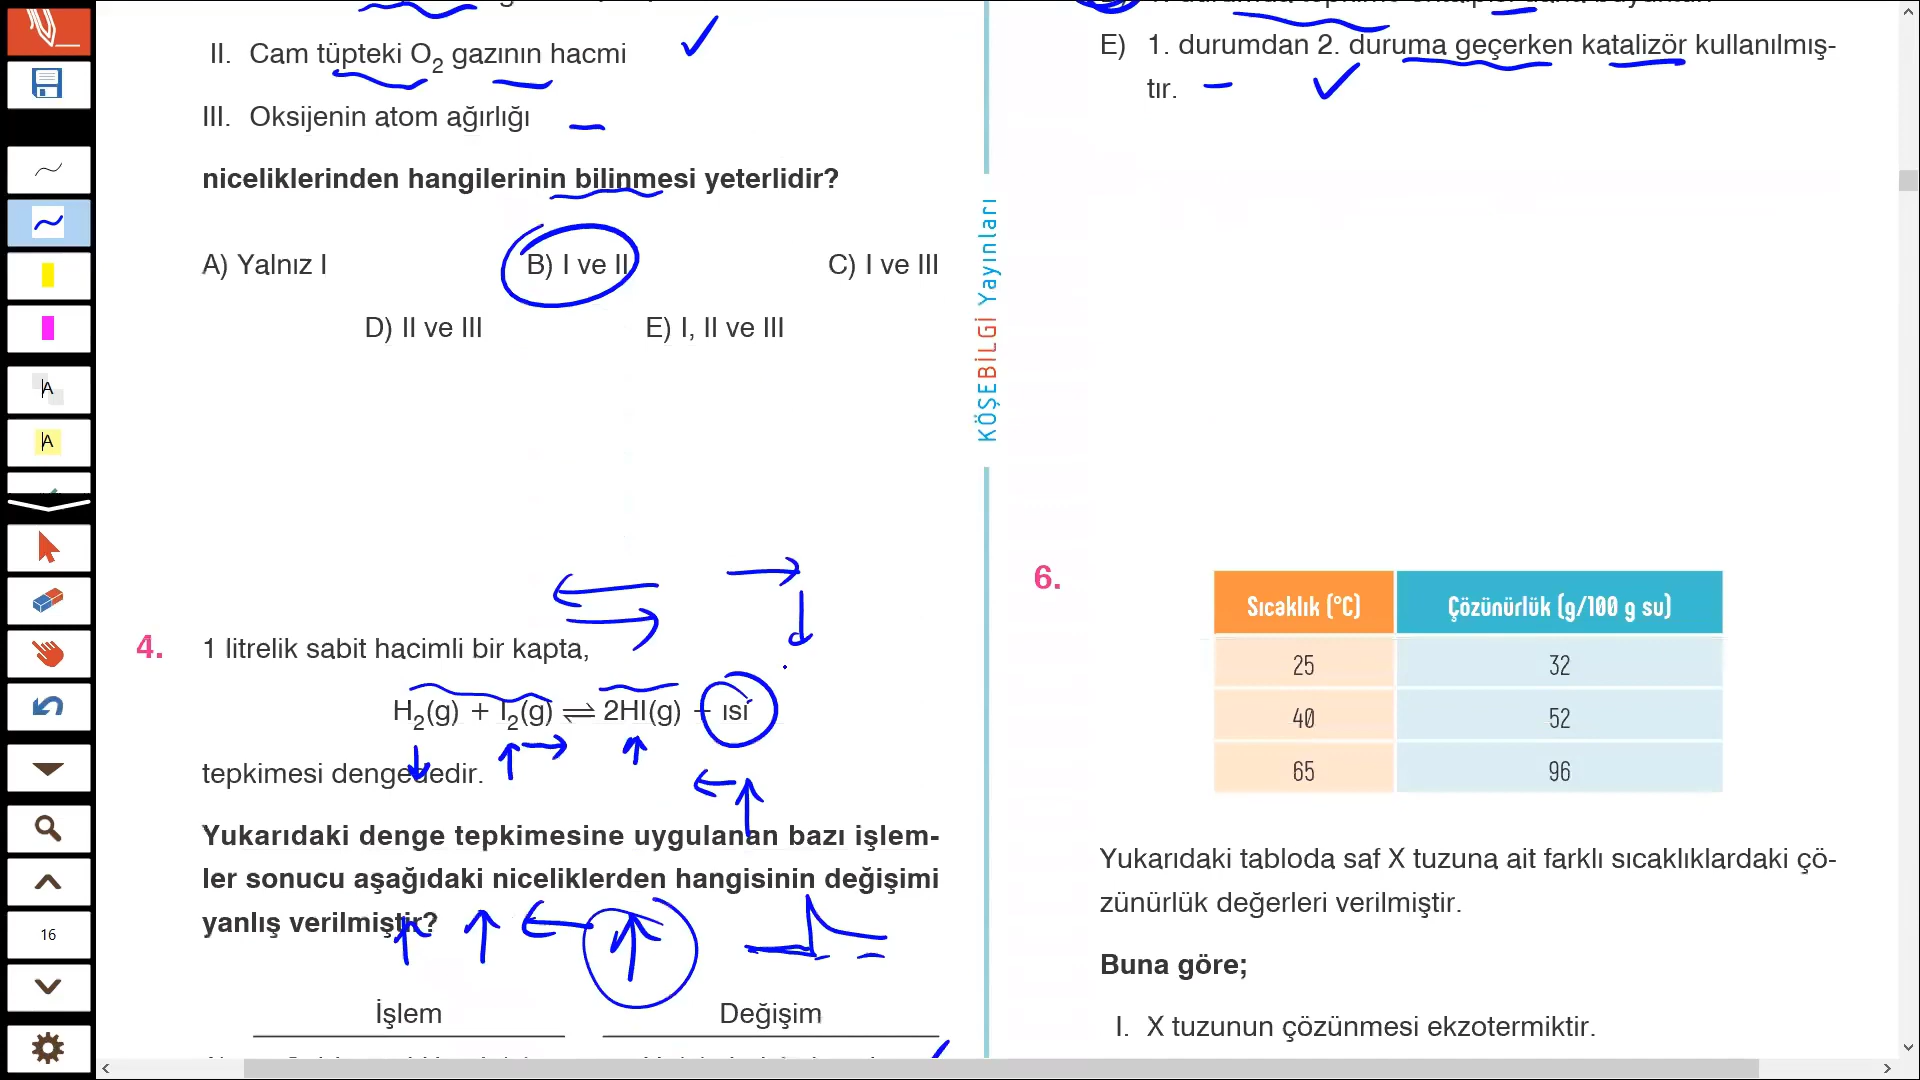 II. Cam tüpteki O2 gazının hacmi
III. Oksijenin atom ağırlığı
niceliklerinden hangilerinin bilinmesi yeterlidir?
A) Yalnız I B) I ve II C) I ve III
D) II ve III E) I, II ve III
4. 1 litrelik sabit hacimli bir kapta,
H2(g) + I2(g) ⇌ 2HI(g) + ısı
tepkimesi dengededir.
Yukarıdaki denge tepkimesine uygulanan bazı işlem-
ler sonucu aşağıdaki niceliklerden hangisinin değişimi
yanlış verilmiştir?
İşlem Değişim
KÖŞEBİLGİ Yayınları
E) 1. durumdan 2. duruma geçerken katalizör kullanılmış-
tır.
6.
Sıcaklık (°C) Çözünürlük (g/100 g su)
25 32
40 52
65 96
Yukarıdaki tabloda saf X tuzuna ait farklı sıcaklıklardaki çö-
zünürlük değerleri verilmiştir.
Buna göre;
I. X tuzunun çözünmesi ekzotermiktir.
A
A
16